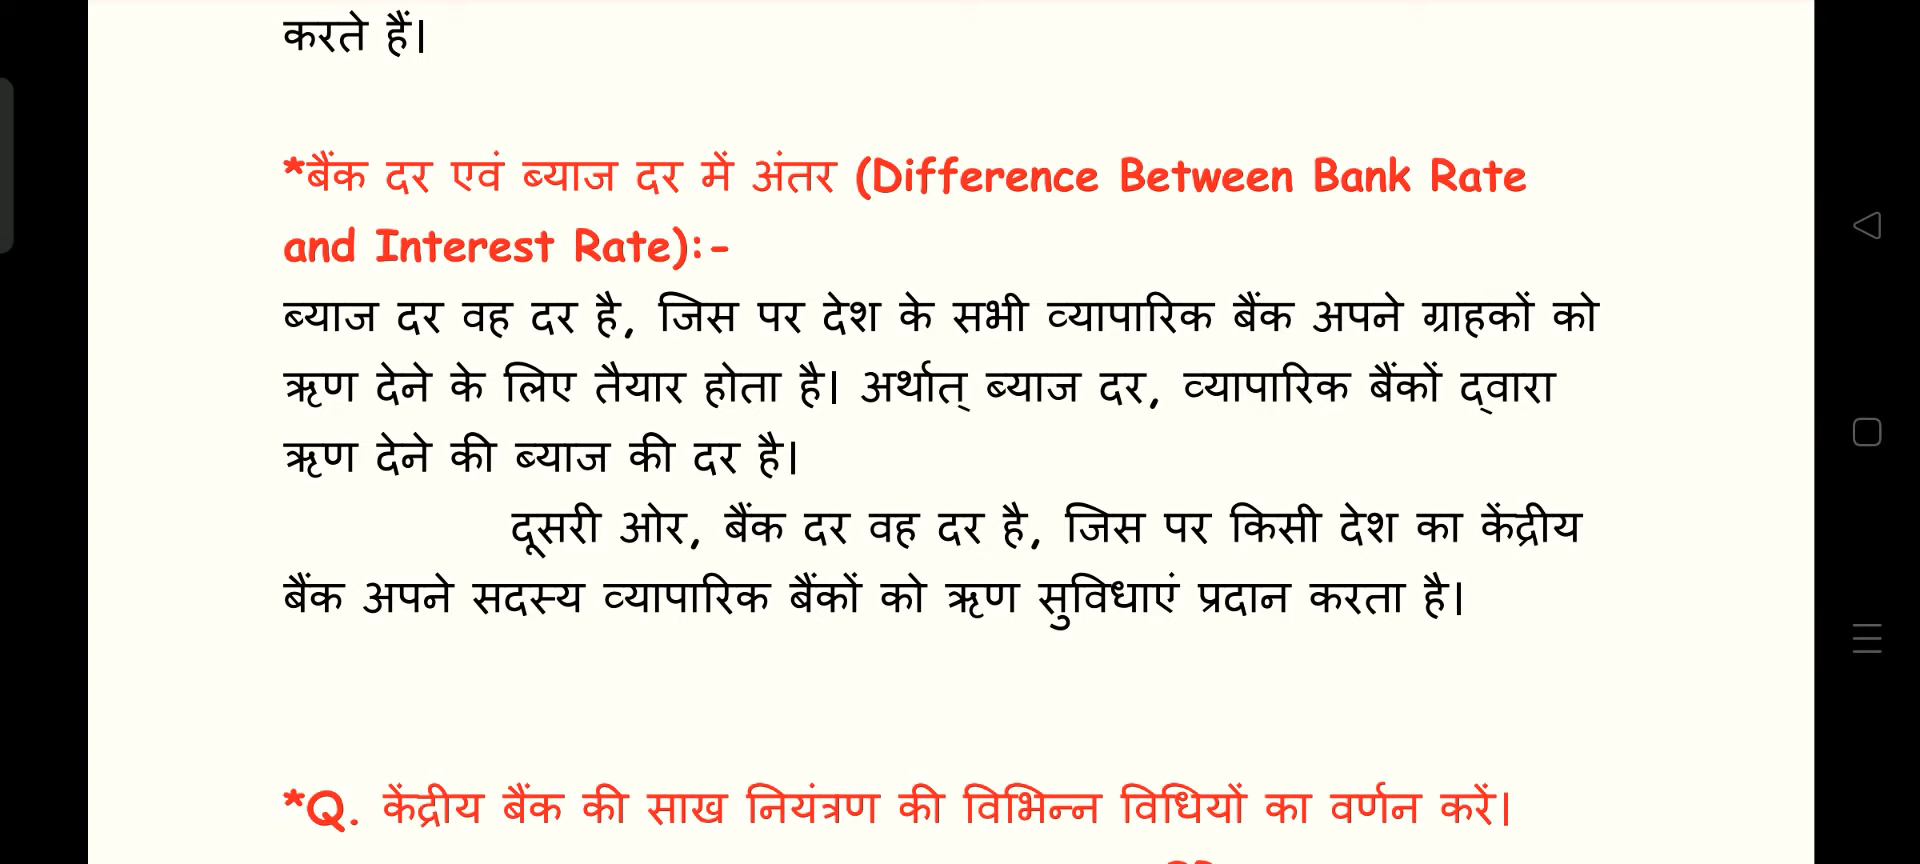 करते हैं।
*बैंक दर एवं ब्याज दर में अंतर (Difference Between Bank Rate
and Interest Rate):-
ब्याज दर वह दर है, जिस पर देश के सभी व्यापारिक बैंक अपने ग्राहकों को
ऋण देने के लिए तैयार होता है। अर्थात् ब्याज दर, व्यापारिक बैंकों द्वारा
ऋण देने की ब्याज की दर है।
दूसरी ओर, बैंक दर वह दर है, जिस पर किसी देश का केंद्रीय
बैंक अपने सदस्य व्यापारिक बैंकों को ऋण सुविधाएं प्रदान करता है।
*Q. केंद्रीय बैंक की साख नियंत्रण की विभिन्न विधियों का वर्णन करें।